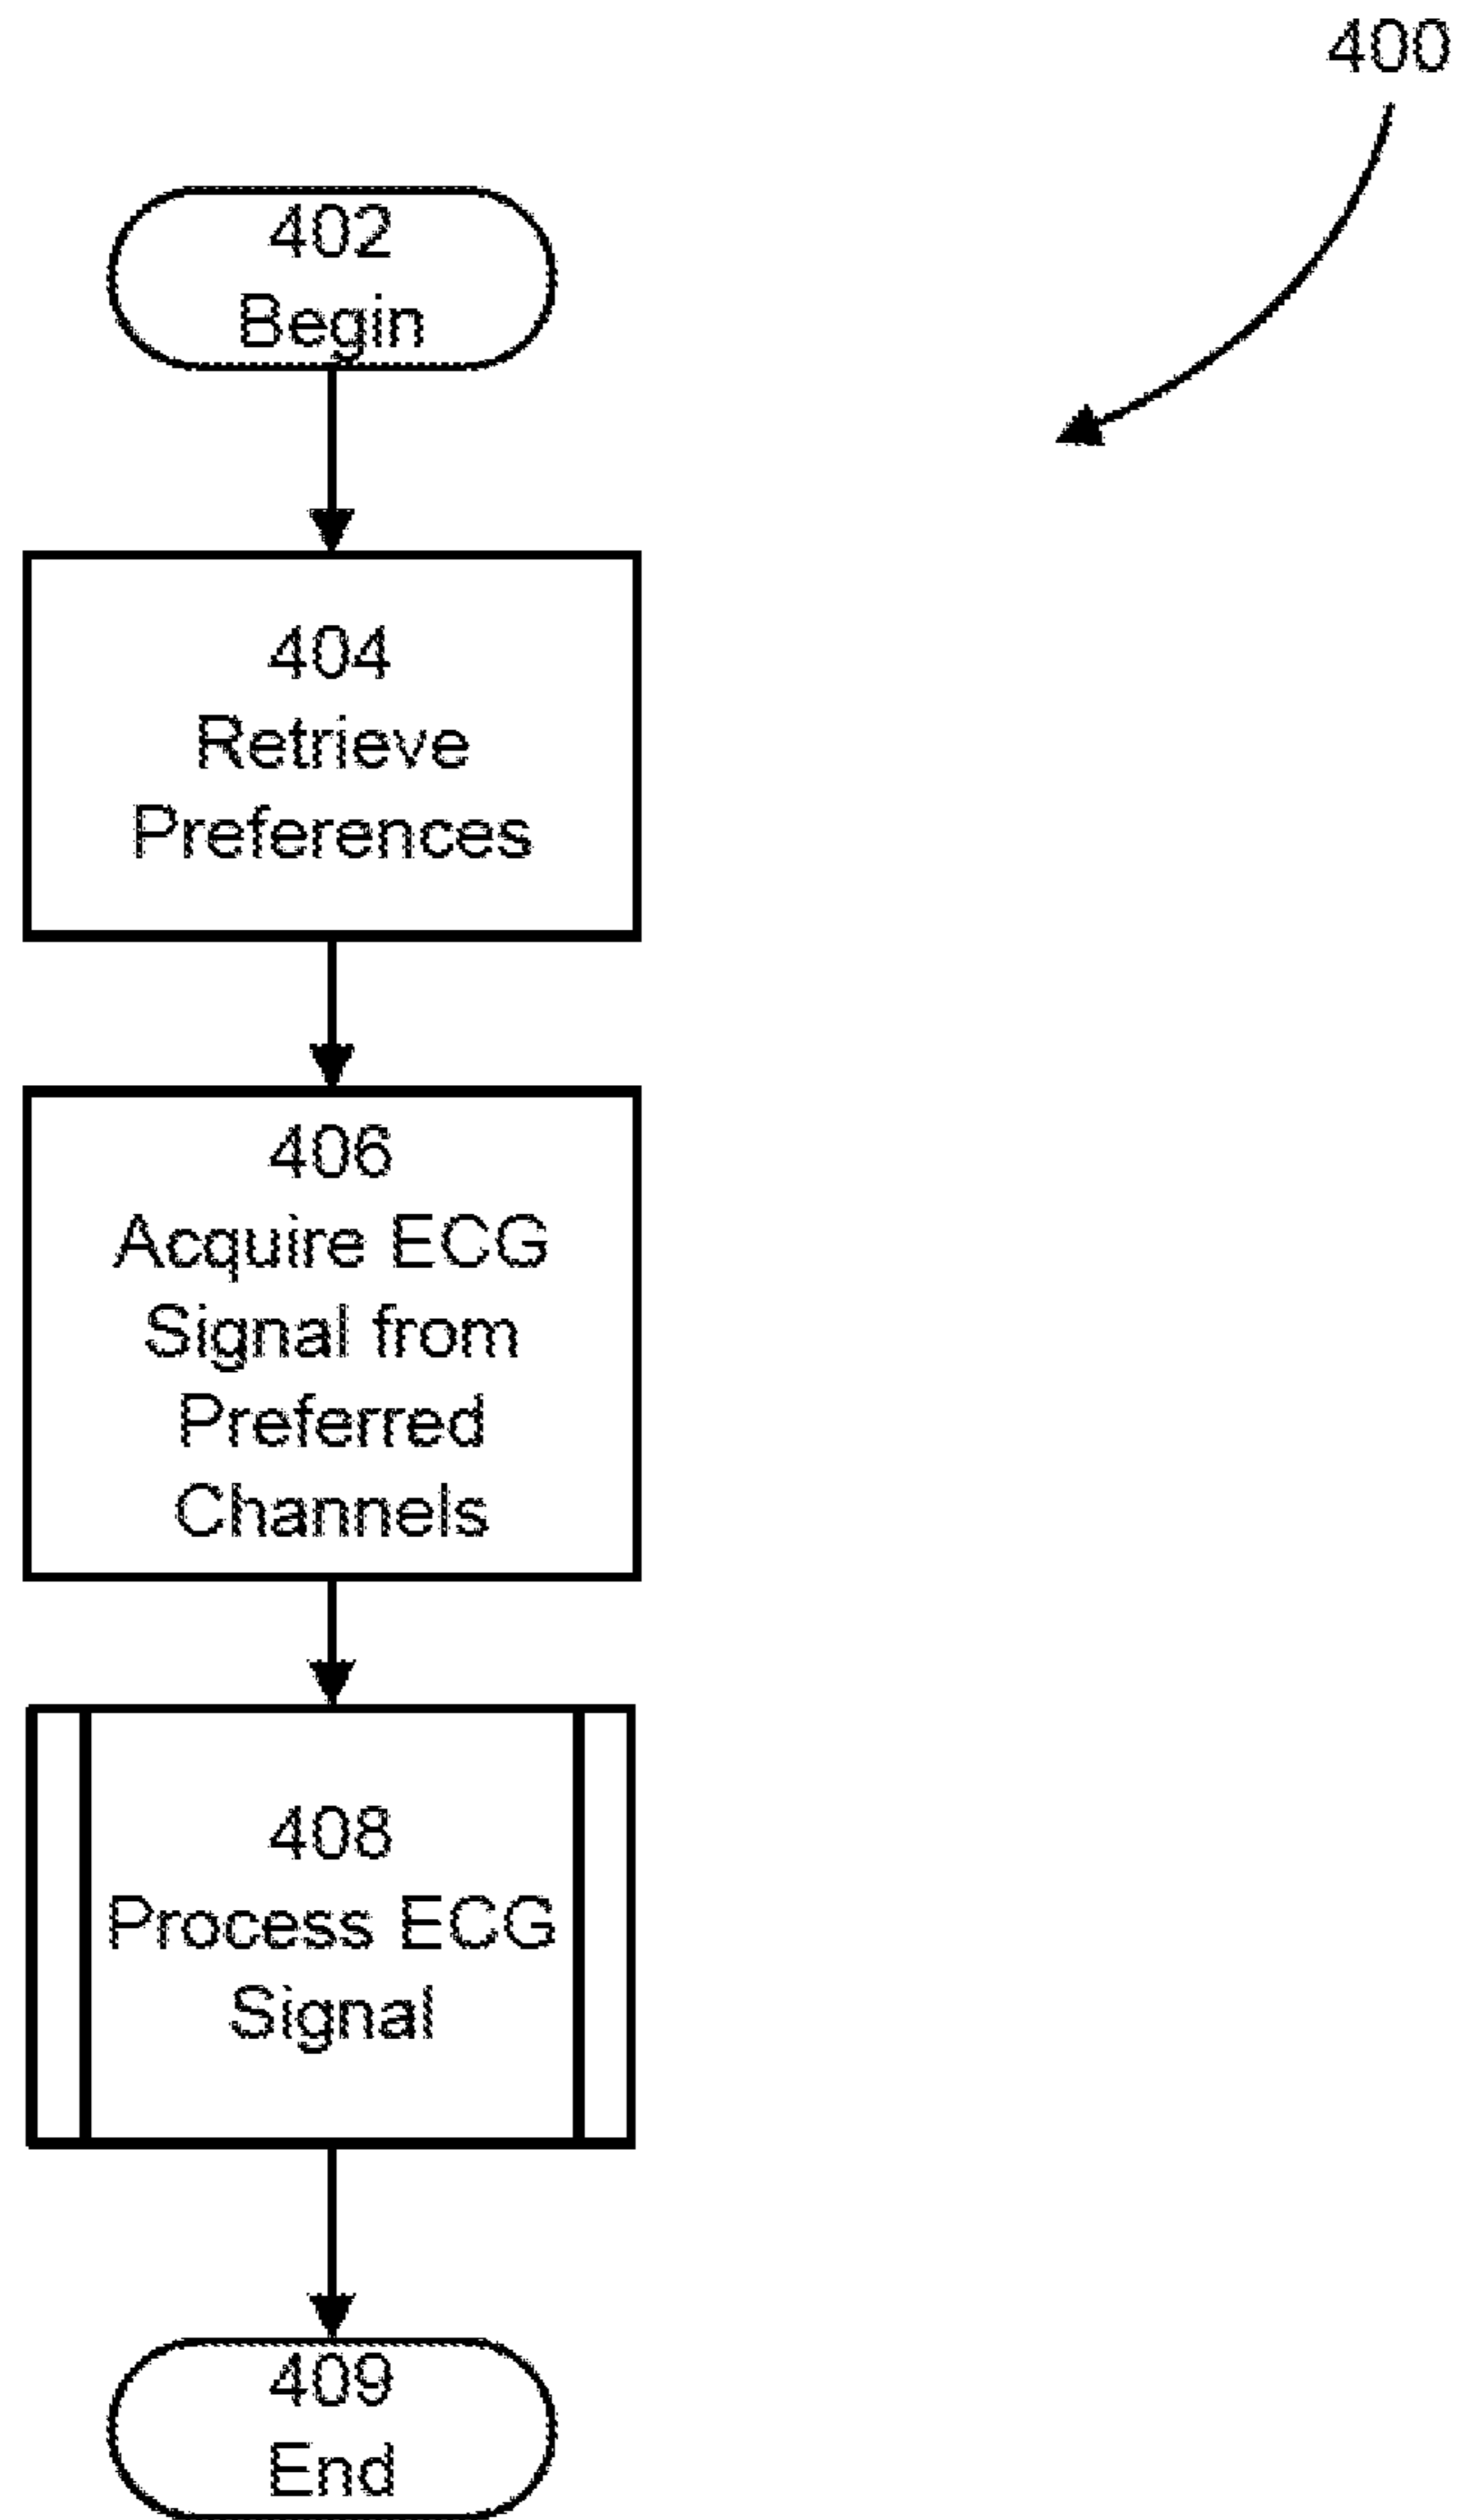 400
402
Begin
404
Retrieve
Preferences
406
Acquire ECG
Signal from
Preferred
Channels
408
Process ECG
Signal
409
End